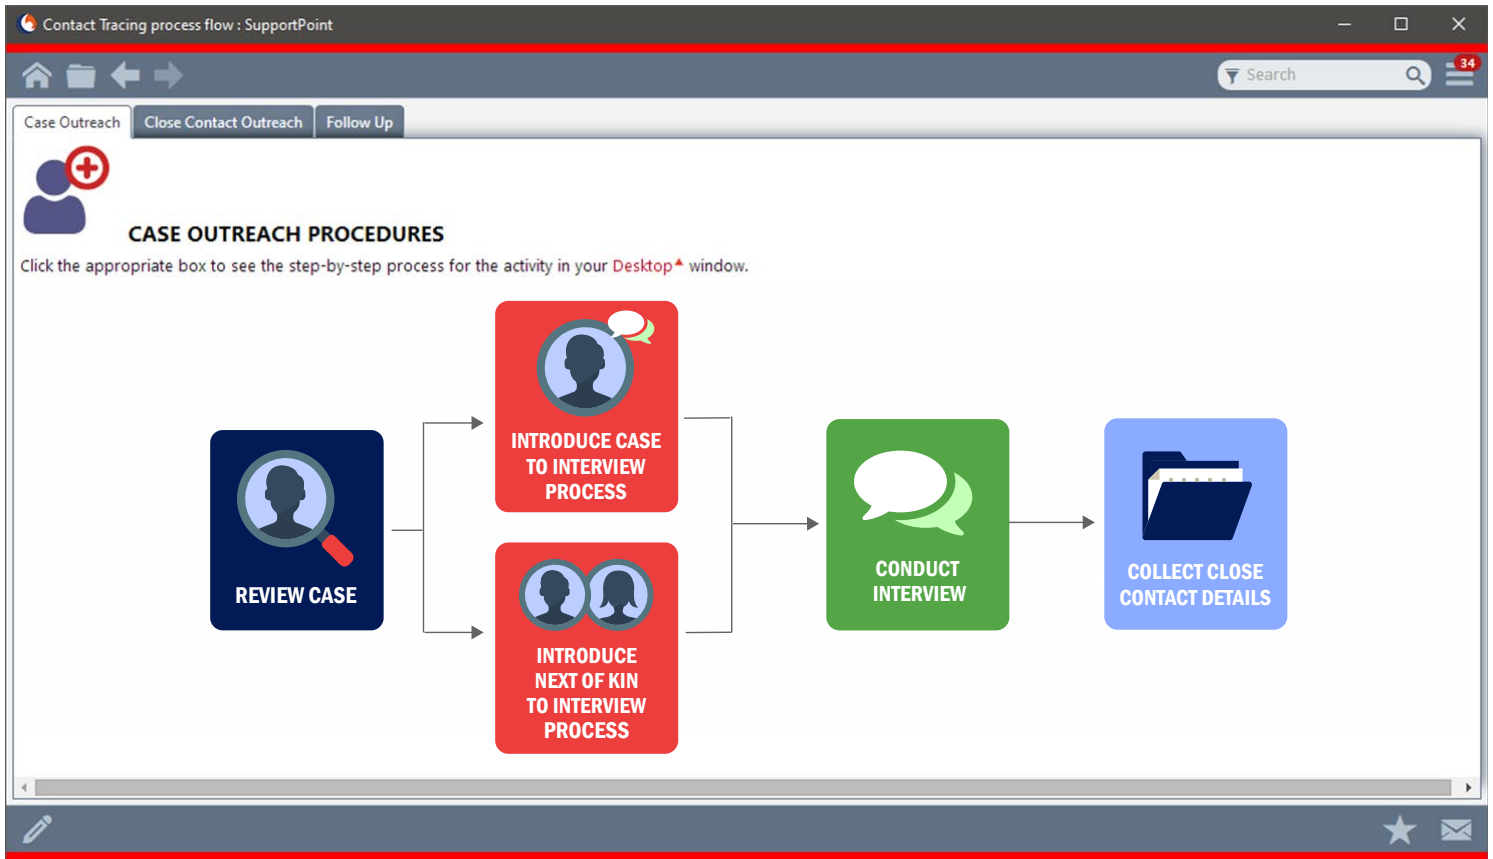 Contact Tracing process flow : SupportPoint
Search
34
Case Outreach
Close Contact Outreach
Follow Up
CASE OUTREACH PROCEDURES
Click the appropriate box to see the step-by-step process for the activity in your Desktop window.
REVIEW CASE
INTRODUCE CASE
TO INTERVIEW
PROCESS
INTRODUCE
NEXT OF KIN
TO INTERVIEW
PROCESS
CONDUCT
INTERVIEW
COLLECT CLOSE
CONTACT DETAILS